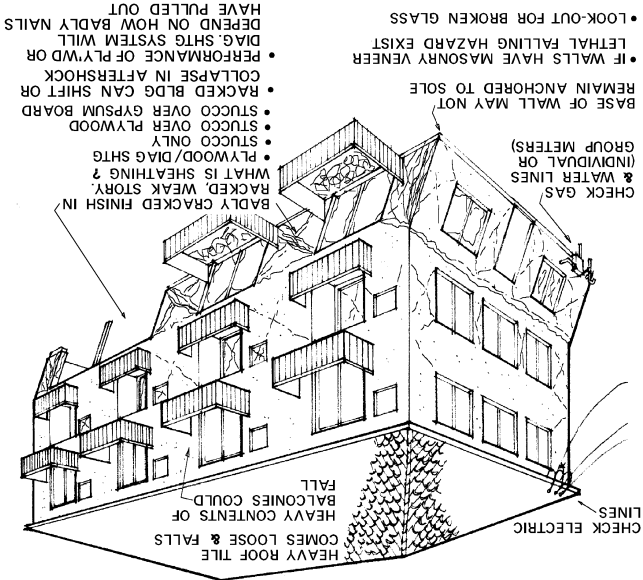 CHECK ELECTRIC
LINES
HEAVY ROOF TILE
COMES LOOSE & FALLS
HEAVY CONTENTS OF
BALCONIES COULD
FALL
CHECK GAS
& WATER LINES
(INDIVIDUAL OR
GROUP METERS)
BASE OF WALL MAY NOT
REMAIN ANCHORED TO SOLE
• IF WALLS HAVE MASONRY VENEER
LETHAL FALLING HAZARD EXIST
• LOOK-OUT FOR BROKEN GLASS
BADLY CRACKED FINISH IN
RACKED, WEAK STORY.
WHAT IS SHEATHING ?
• PLYWOOD/DIAG SHTG
• STUCCO ONLY
• STUCCO OVER PLYWOOD
• STUCCO OVER GYPSUM BOARD
• RACKED BLDG CAN SHIFT OR
COLLAPSE IN AFTERSHOCK
• PERFORMANCE OF PLY'WD OR
DIAG. SHTG SYSTEM WILL
DEPEND ON HOW BADLY NAILS
HAVE PULLED OUT